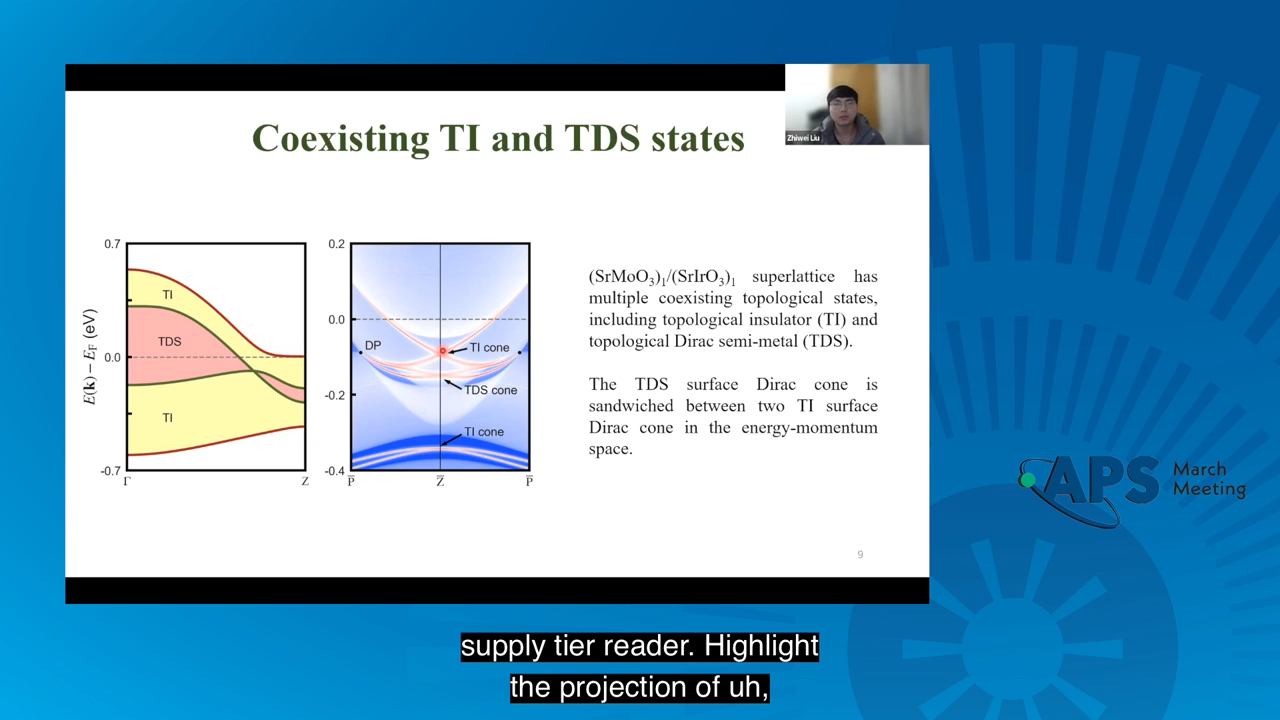 Zhiwei Liu
Coexisting TI and TDS states
0.7
0.0
-0.7
E(k) – E_F (eV)
TI
TDS
TI
Γ
Z
0.2
0.0
-0.2
-0.4
DP
TI cone
TDS cone
TI cone
P̅
Z̅
P̅
(SrMoO₃)₁/(SrIrO₃)₁ superlattice has
multiple coexisting topological states,
including topological insulator (TI) and
topological Dirac semi-metal (TDS).
The TDS surface Dirac cone is
sandwiched between two TI surface
Dirac cone in the energy-momentum
space.
9
APS
March
Meeting
supply tier reader. Highlight
the projection of uh,